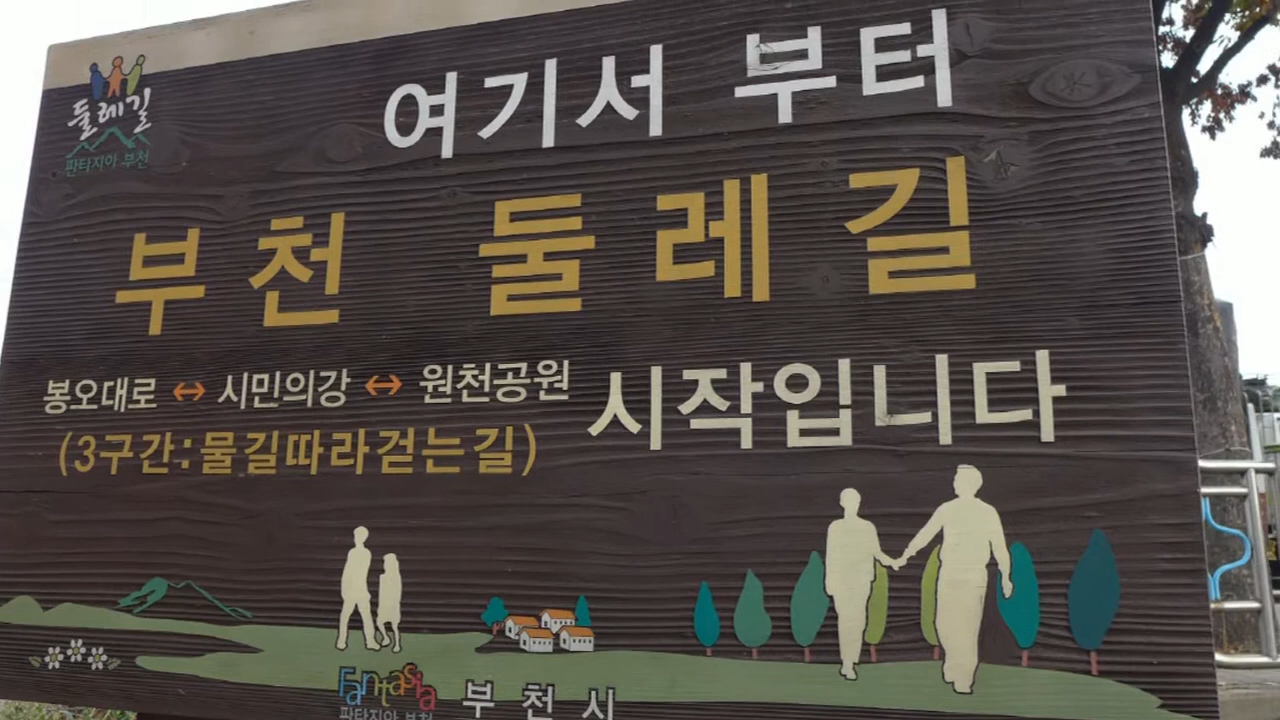 둘레길
판타지아 부천
여기서 부터
부천 둘레길
봉오대로 ↔ 시민의강 ↔ 원천공원
시작입니다
(3구간:물길따라걷는길)
Fantasia
판타지아 부천
부천시